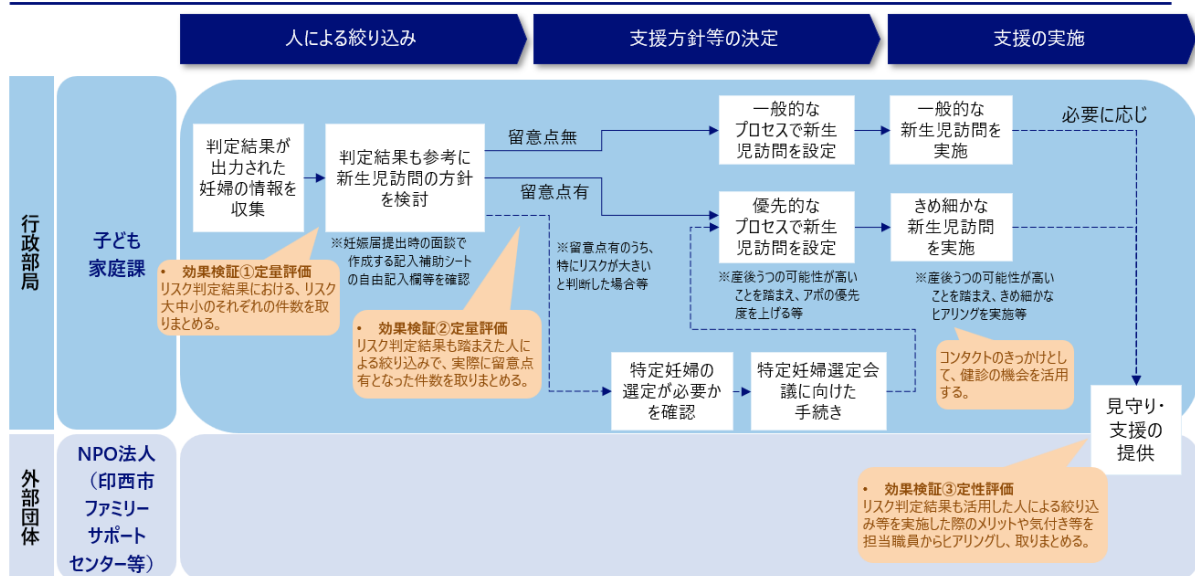 人による絞り込み
支援方針等の決定
支援の実施
行政部局
子ども
家庭課
判定結果が
出力された
妊婦の情報を
収集
判定結果も参考に
新生児訪問の方針
を検討
※妊娠届提出時の面談で
作成する記入補助シート
の自由記入欄等を確認
留意点無
留意点有
※留意点有のうち、
特にリスクが大きい
と判断した場合等
一般的な
プロセスで新生
児訪問を設定
一般的な
新生児訪問を
実施
必要に応じ
優先的な
プロセスで新生
児訪問を設定
※産後うつの可能性が高い
ことを踏まえ、アポの優先
度を上げる等
きめ細かな
新生児訪問
を実施
※産後うつの可能性が高い
ことを踏まえ、きめ細かな
ヒアリングを実施等
• 効果検証①定量評価
リスク判定結果における、リスク
大中小のそれぞれの件数を取
りまとめる。
• 効果検証②定量評価
リスク判定結果も踏まえた人に
よる絞り込みで、実際に留意点
有となった件数を取りまとめる。
特定妊婦の
選定が必要か
を確認
特定妊婦選定会
議に向けた
手続き
コンタクトのきっかけとし
て、健診の機会を活用
する。
見守り・
支援の
提供
外部団体
NPO法人
（印西市
ファミリー
サポート
センター等）
• 効果検証③定性評価
リスク判定結果も活用した人による絞り込
み等を実施した際のメリットや気付き等を
担当職員からヒアリングし、取りまとめる。